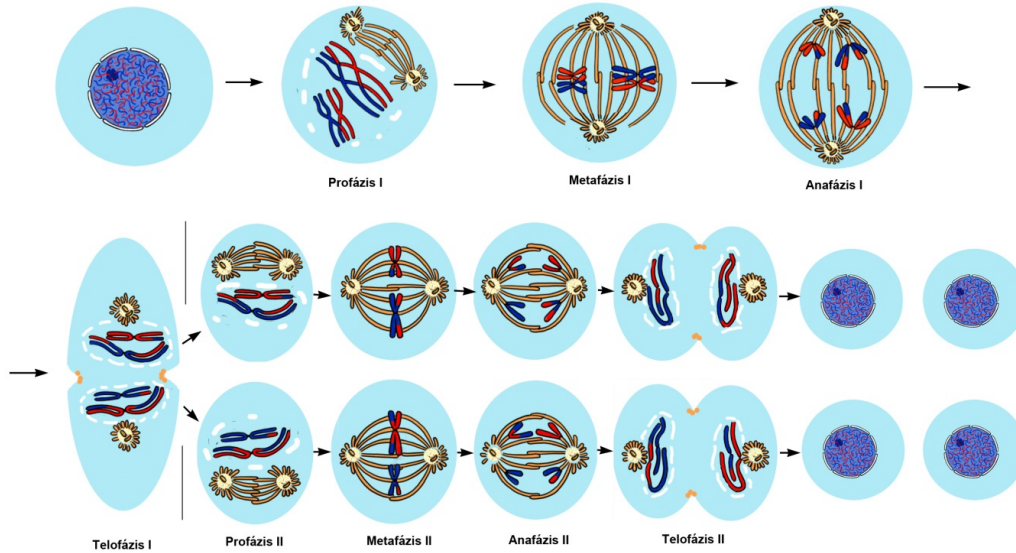 Profázis I
Metafázis I
Anafázis I
Telofázis I
Profázis II
Metafázis II
Anafázis II
Telofázis II